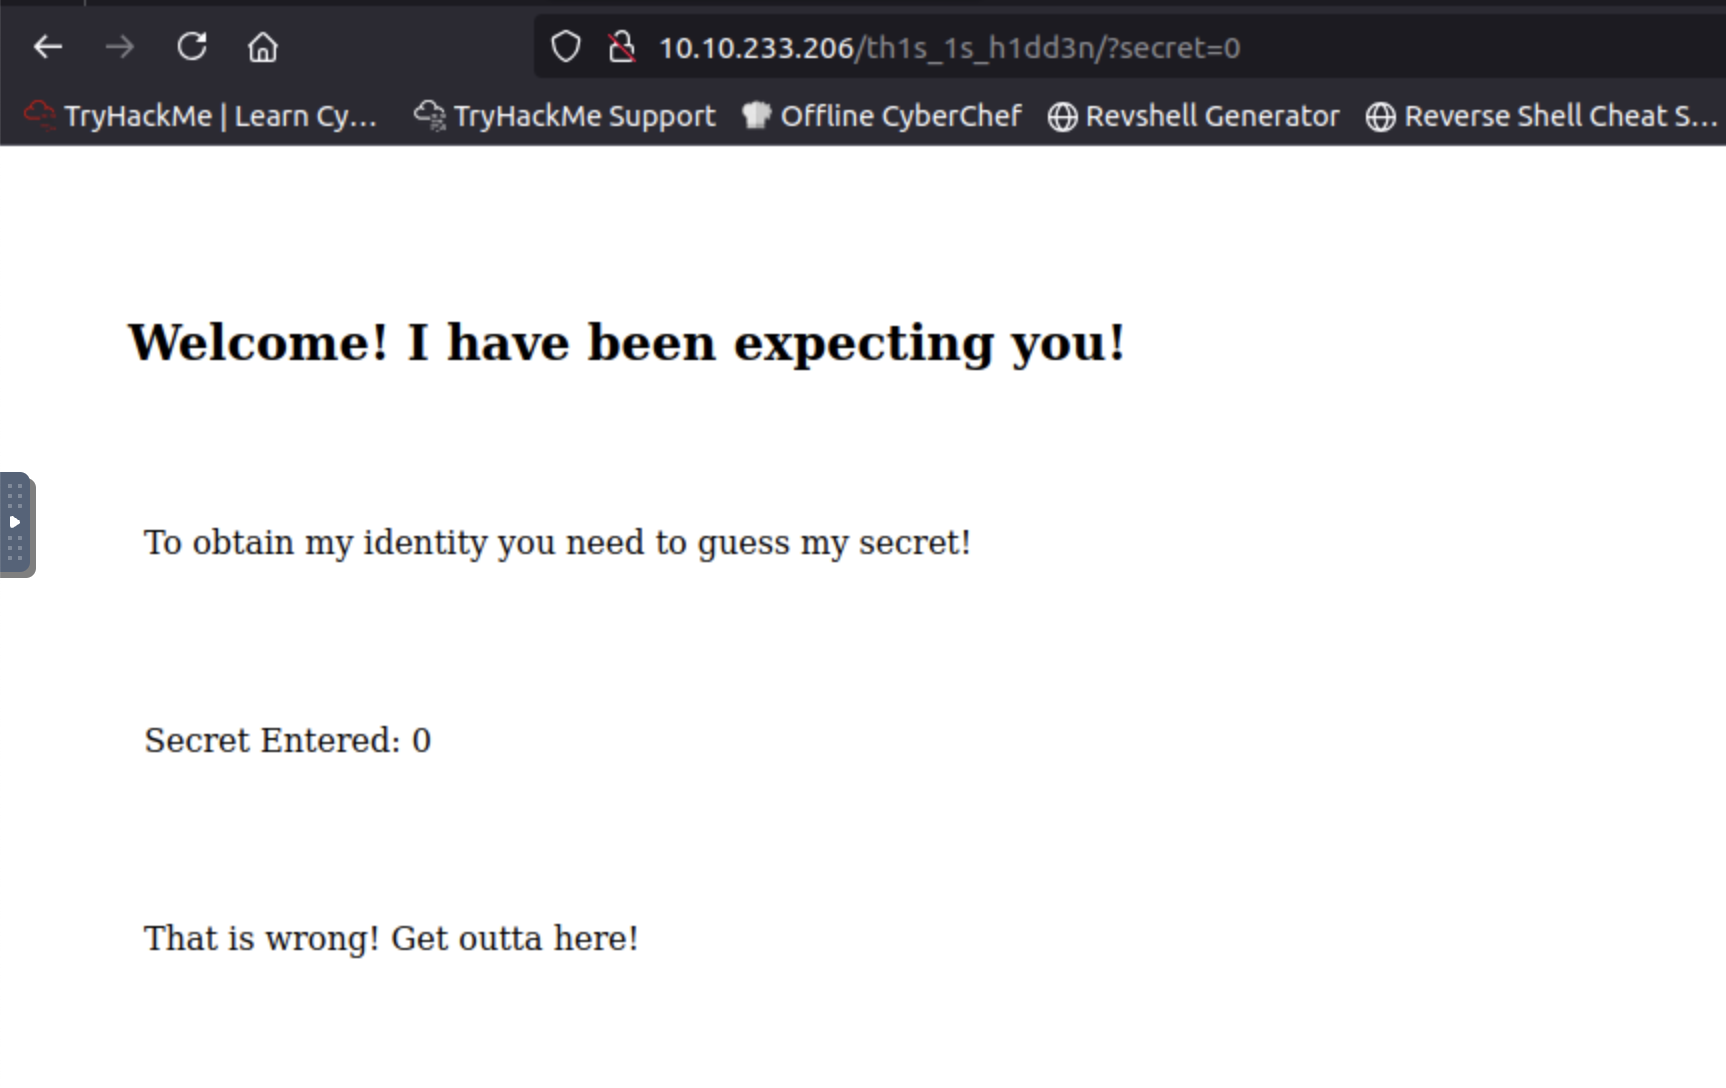 10.10.233.206/th1s_1s_h1dd3n/?secret=0
TryHackMe | Learn Cy... TryHackMe Support Offline CyberChef Revshell Generator Reverse Shell Cheat S...
Welcome! I have been expecting you!
To obtain my identity you need to guess my secret!
Secret Entered: 0
That is wrong! Get outta here!